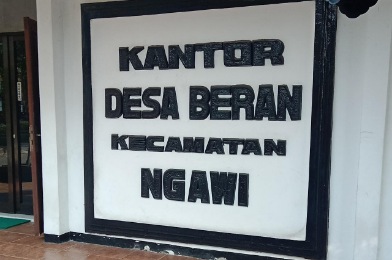 KANTOR
DESA BERAN
KECAMATAN
NGAWI